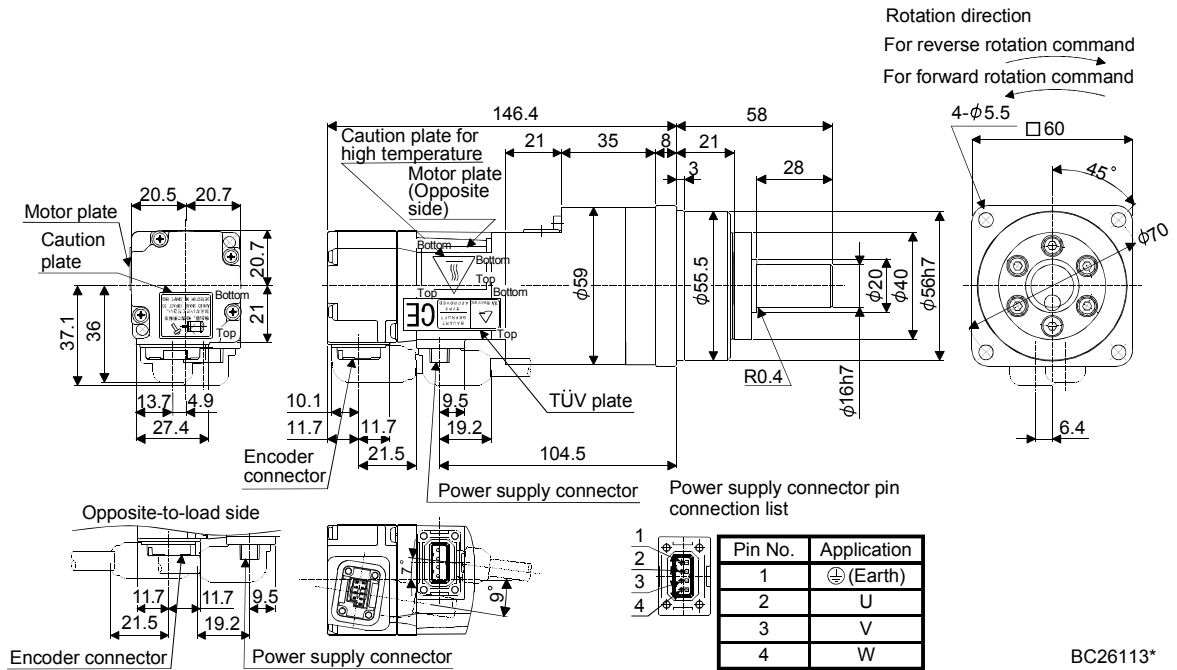 Rotation direction
For reverse rotation command
For forward rotation command
146.4
58
4-ϕ5.5
□60
Caution plate for
high temperature
21
35
8
21
Motor plate
(Opposite
side)
3
28
45°
20.5
20.7
Motor plate
Caution
plate
ϕ70
20.7
Bottom
Bottom
Top
Top
Bottom
Top
Bottom
Top
CE
21
37.1
36
ϕ59
ϕ55.5
ϕ20
ϕ40
ϕ56h7
ϕ16h7
R0.4
TÜV plate
13.7
4.9
27.4
10.1
11.7
11.7
21.5
9.5
19.2
104.5
6.4
Encoder
connector
Power supply connector
Power supply connector pin
connection list
Opposite-to-load side
11.7
11.7
9.5
21.5
19.2
Encoder connector
Power supply connector
7°
9°
1
2
3
4
Pin No. Application
1 (Earth)
2 U
3 V
4 W
BC26113*